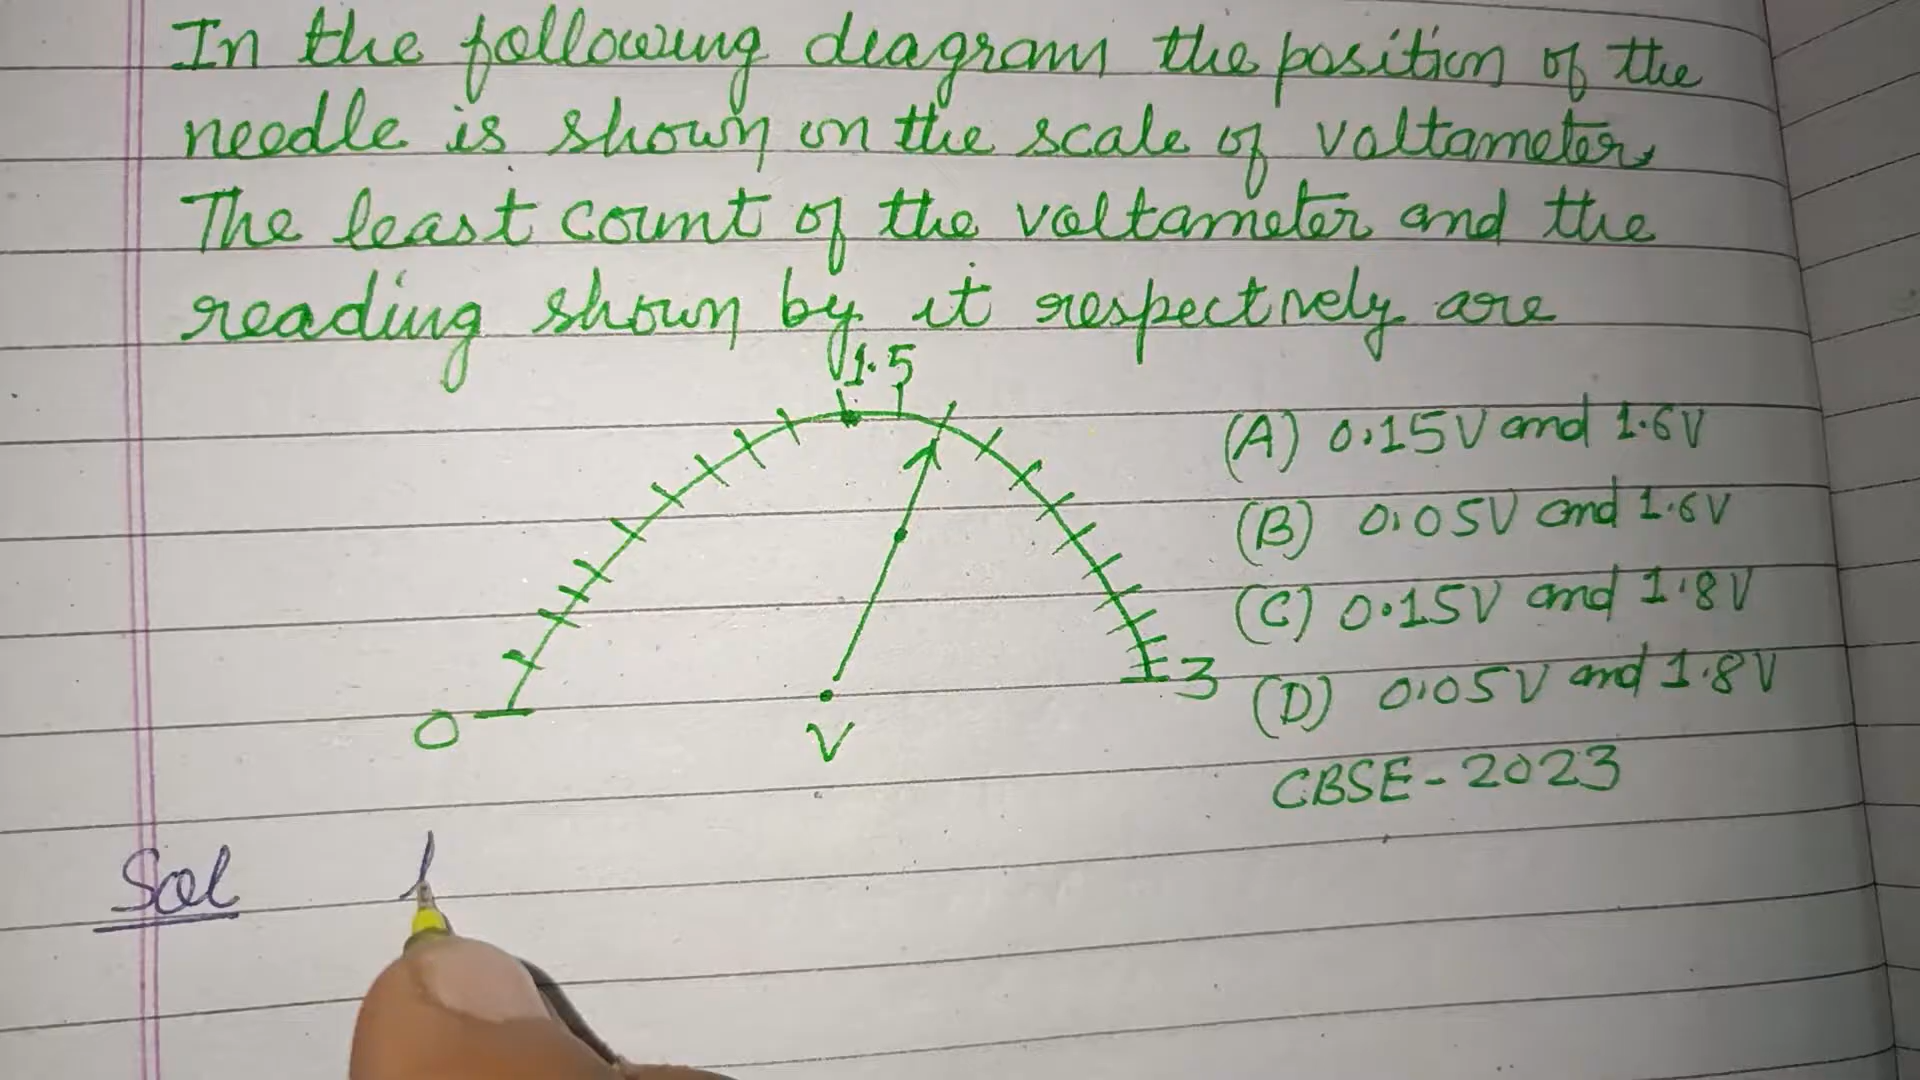 In the following diagram the position of the
needle is shown on the scale of voltameter,
The least count of the voltameter and the
reading shown by it respectively are
1.5
(A) 0.15V and 1.6V
(B) 0.05V and 1.6V
(C) 0.15V and 1.8V
(D) 0.05V and 1.8V
0
V
3
CBSE-2023
Sol